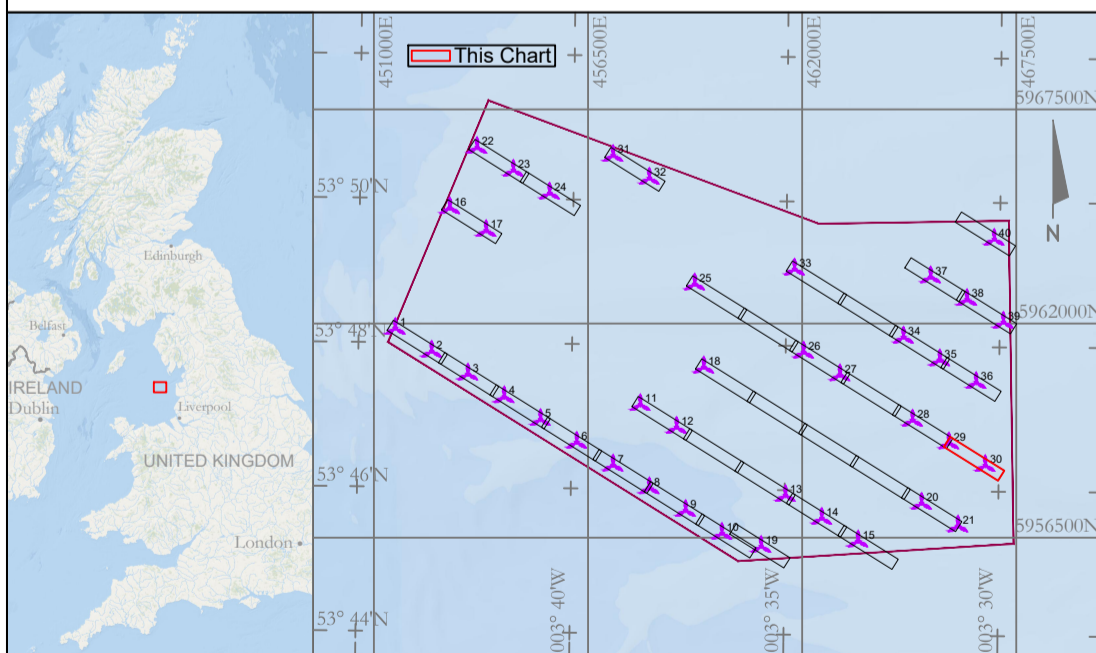 This Chart
451000E
456500E
462000E
467500E
5967500N
5962000N
5956500N
53° 50'N
53° 48'N
53° 46'N
53° 44'N
003° 40'W
003° 35'W
003° 30'W
N
Edinburgh
Belfast
IRELAND
Dublin
Liverpool
UNITED KINGDOM
London
22
23
24
31
32
16
17
40
37
38
39
33
25
1
2
34
26
35
36
3
18
27
4
11
5
12
28
6
29
7
30
8
13
9
20
14
10
21
15
19